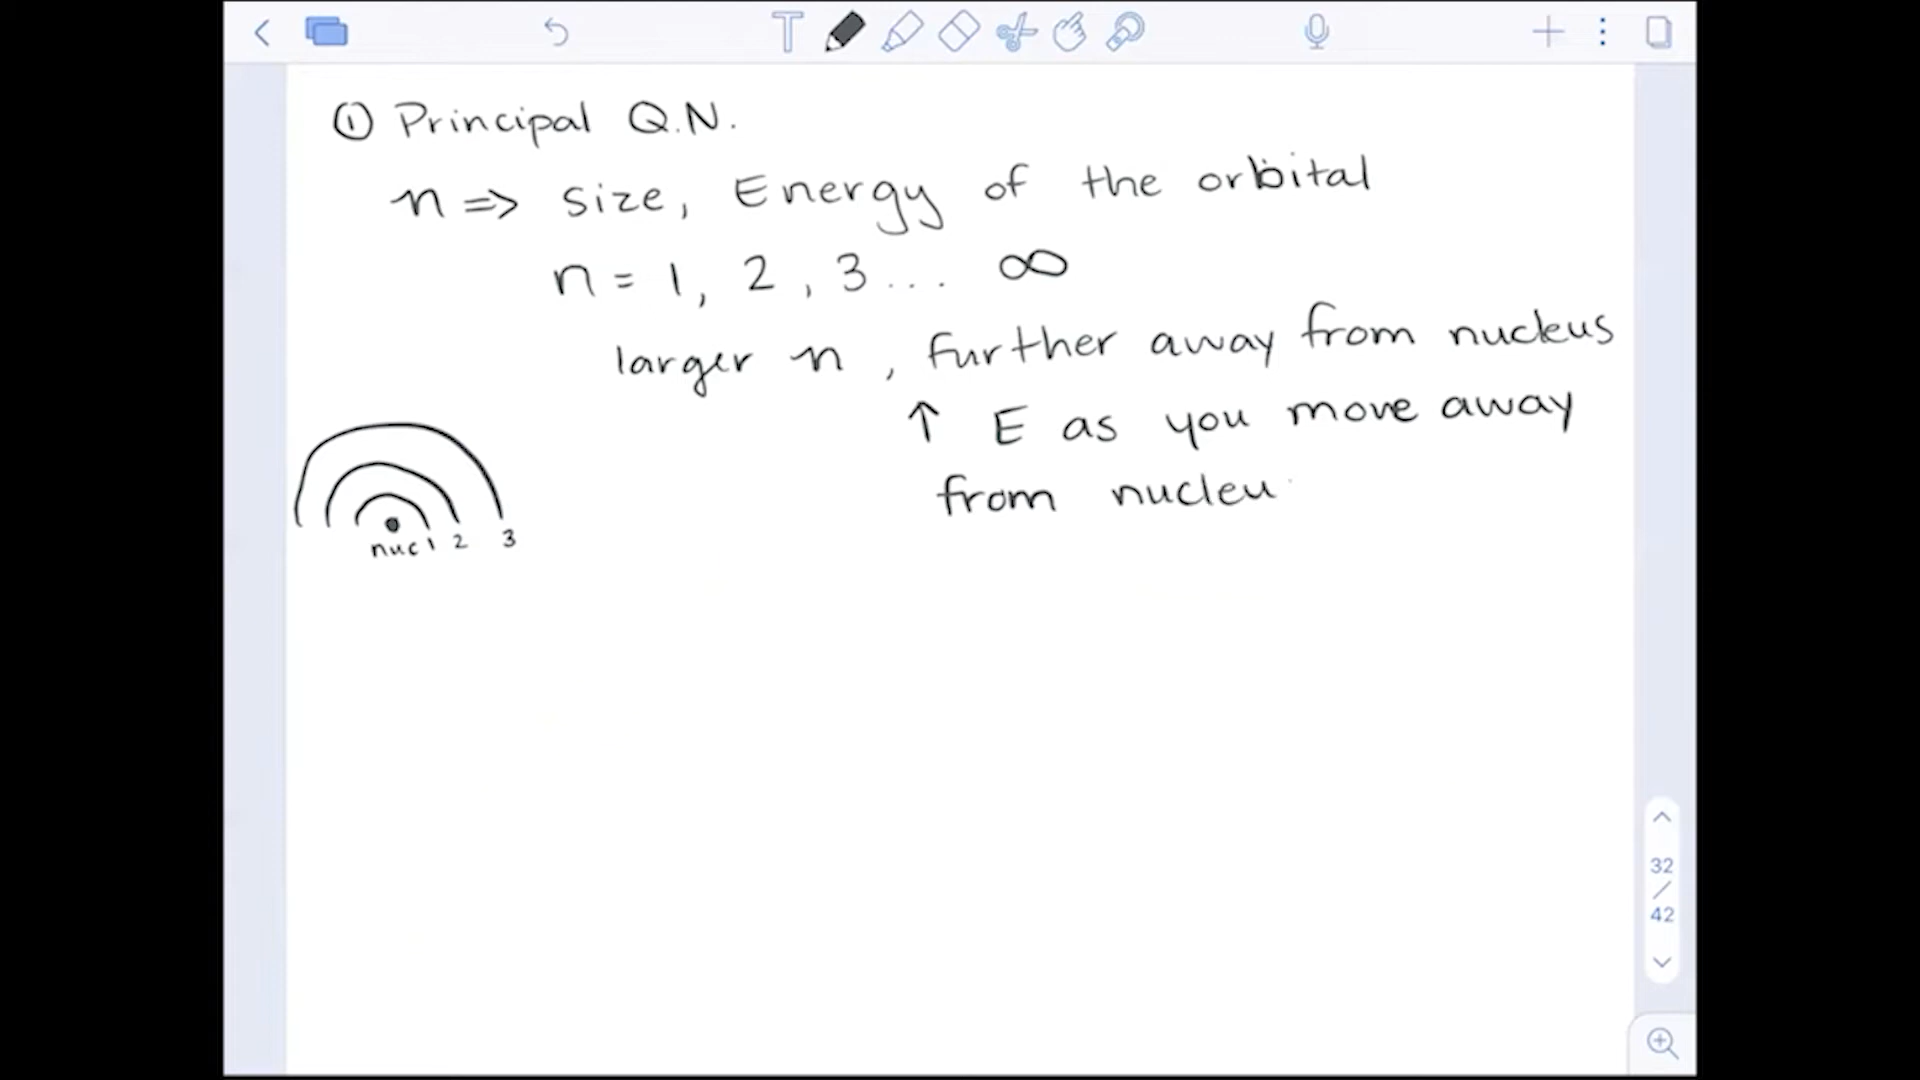 ① Principal Q.N.
n => size, Energy of the orbital
n = 1, 2, 3... ∞
larger n, further away from nucleus
↑ E as you move away
from nucleu
nuc 1 2 3
32
/
42